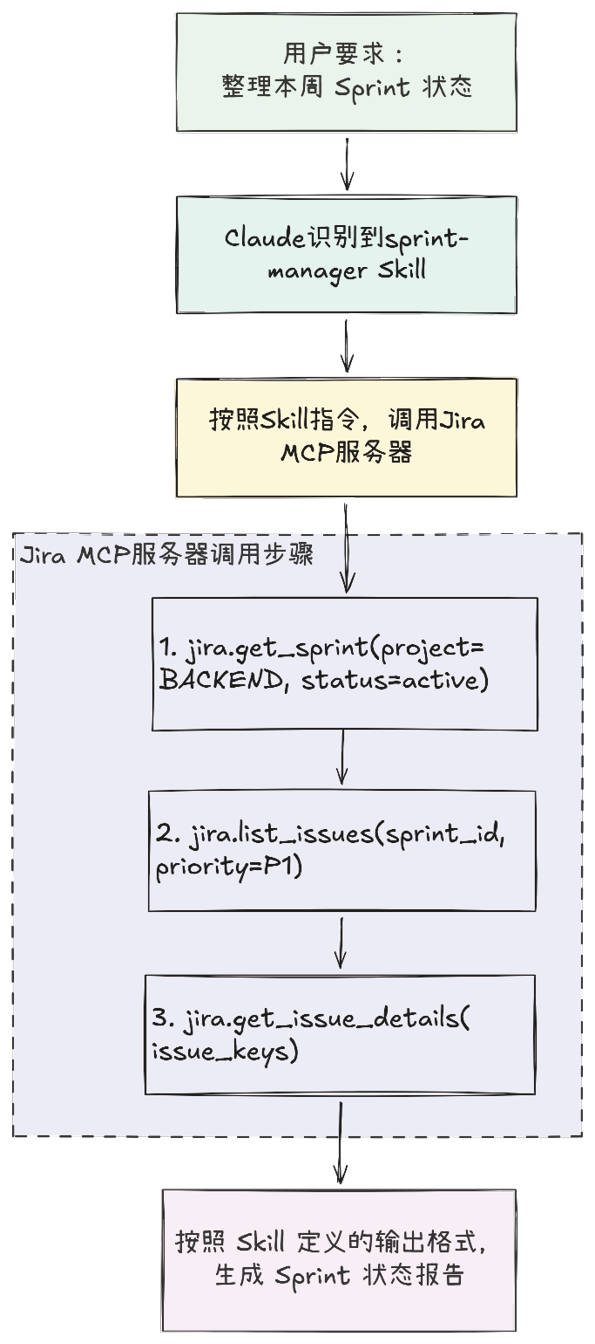 用户要求：
整理本周 Sprint 状态
Claude识别到sprint-
manager Skill
按照Skill指令，调用Jira
MCP服务器
Jira MCP服务器调用步骤
1. jira.get_sprint(project=
BACKEND, status=active)
2. jira.list_issues(sprint_id,
priority=P1)
3. jira.get_issue_details(
issue_keys)
按照 Skill 定义的输出格式，
生成 Sprint 状态报告